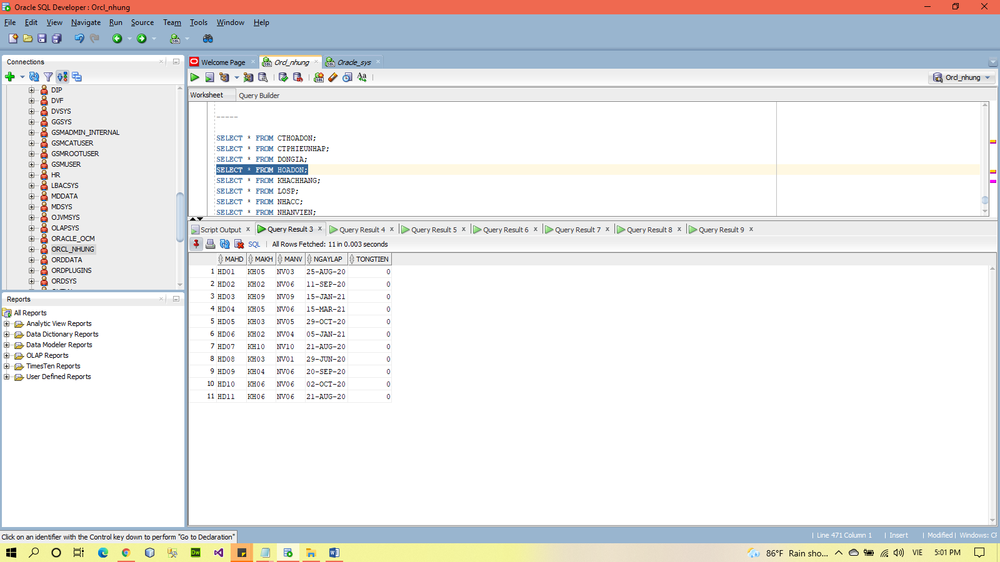 Oracle SQL Developer : Orcl_nhung
File Edit View Navigate Run Source Team Tools Window Help
Connections
DIP
DVF
DVSYS
GGSYS
GSMADMIN_INTERNAL
GSMCATUSER
GSMROOTUSER
GSMUSER
HR
LBACSYS
MDDATA
MDSYS
OJVMSYS
OLAPSYS
ORACLE_OCM
ORCL_NHUNG
ORDDATA
ORDPLUGINS
ORDSYS
Reports
All Reports
Analytic View Reports
Data Dictionary Reports
Data Modeler Reports
OLAP Reports
TimesTen Reports
User Defined Reports
Welcome Page Orcl_nhung Oracle_sys
Orcl_nhung
Worksheet Query Builder
-----
SELECT * FROM CTHOADON;
SELECT * FROM CTPHIEUNHAP;
SELECT * FROM DONGIA;
SELECT * FROM HOADON;
SELECT * FROM KHACHHANG;
SELECT * FROM LOSP;
SELECT * FROM NHACC;
SELECT * FROM NHANVIEN;
Script Output Query Result 3 Query Result 4 Query Result 5 Query Result 6 Query Result 7 Query Result 8 Query Result 9
SQL All Rows Fetched: 11 in 0.003 seconds
MAHD MAKH MANV NGAYLAP TONGTIEN
1 HD01 KH05 NV03 25-AUG-20 0
2 HD02 KH02 NV06 11-SEP-20 0
3 HD03 KH09 NV09 15-JAN-21 0
4 HD04 KH05 NV06 15-MAR-21 0
5 HD05 KH03 NV05 29-OCT-20 0
6 HD06 KH02 NV04 05-JAN-21 0
7 HD07 KH10 NV10 21-AUG-20 0
8 HD08 KH03 NV01 29-JUN-20 0
9 HD09 KH04 NV06 20-SEP-20 0
10 HD10 KH06 NV06 02-OCT-20 0
11 HD11 KH06 NV06 21-AUG-20 0
Click on an identifier with the Control key down to perform "Go to Declaration"
Line 471 Column 1 Insert Modified Windows:
86°F Rain sho... VIE 5:01 PM